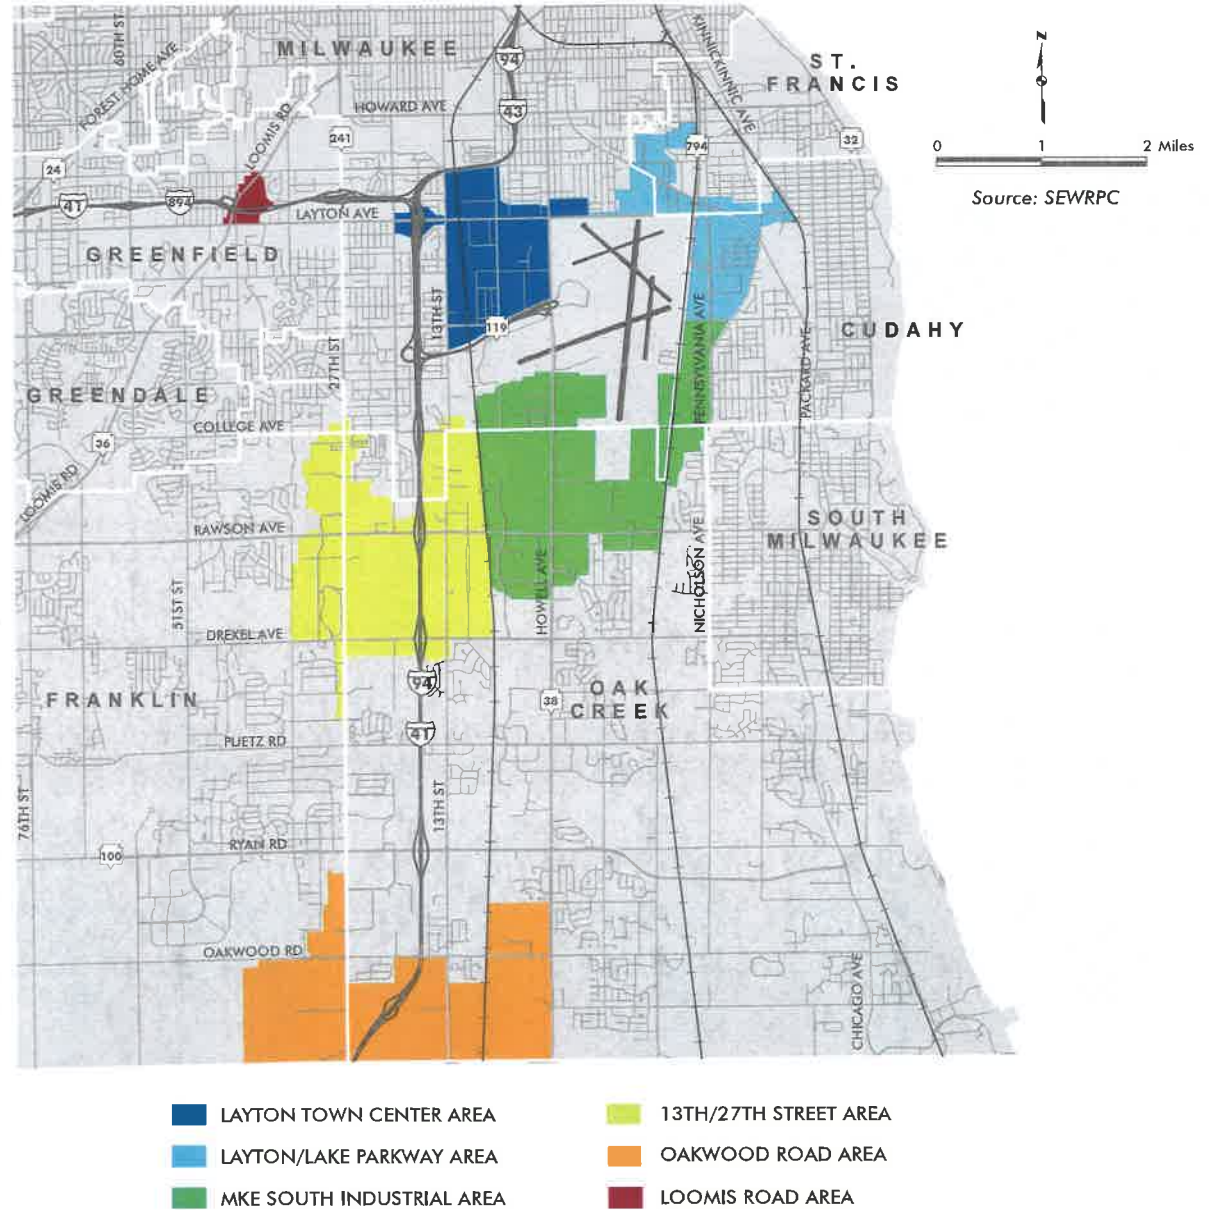 60TH ST
MILWAUKEE
94
KINNICKINNIC AVE
N
ST.
FRANCIS
FOREST HOME AVE
HOWARD AVE
43
LOOMIS RD
241
794
32
0 1 2 Miles
Source: SEWRPC
24
41
894
LAYTON AVE
GREENFIELD
13TH ST
119
PENNSYLVANIA AVE
CUDAHY
27TH ST
PACKARD AVE
GREENDALE
COLLEGE AVE
36
LOOMIS RD
RAWSON AVE
SOUTH
MILWAUKEE
51ST ST
HOWELL AVE
NICHOLSON AVE
DREXEL AVE
94
FRANKLIN
38
OAK
CREEK
41
PUETZ RD
76TH ST
13TH ST
RYAN RD
100
OAKWOOD RD
CHICAGO AVE
LAYTON TOWN CENTER AREA
13TH/27TH STREET AREA
LAYTON/LAKE PARKWAY AREA
OAKWOOD ROAD AREA
MKE SOUTH INDUSTRIAL AREA
LOOMIS ROAD AREA